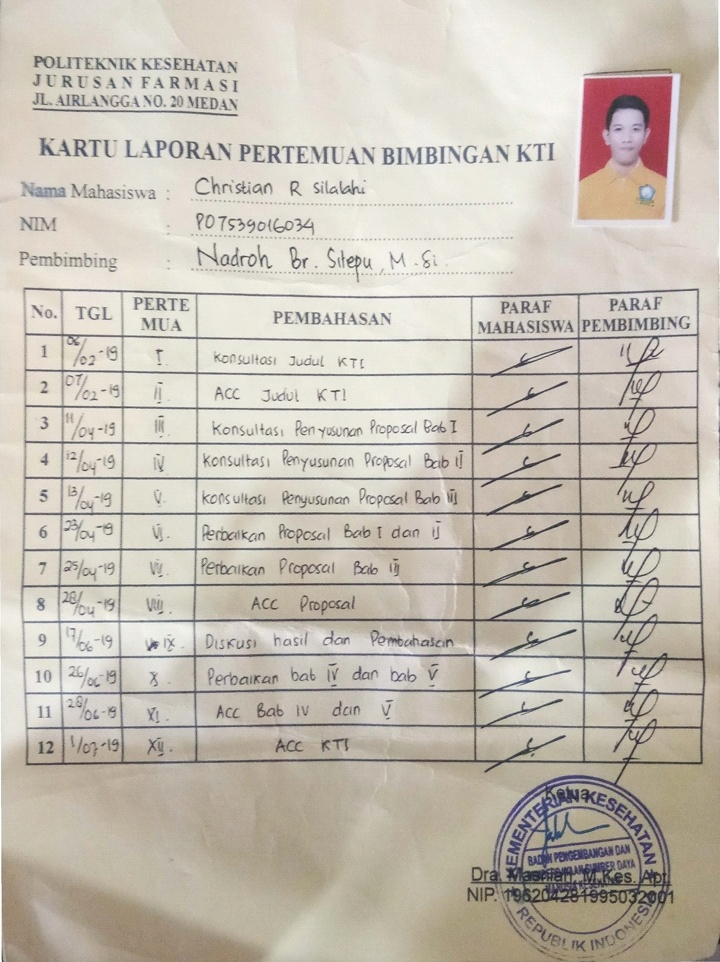 POLITEKNIK KESEHATAN
JURUSAN FARMASI
JL. AIRLANGGA NO. 20 MEDAN
KARTU LAPORAN PERTEMUAN BIMBINGAN KTI
Nama Mahasiswa : Christian R Silalahi
NIM : P07539016034
Pembimbing : Nadroh Br. Sitepu, M.Si.
No. TGL PERTE MUA PEMBAHASAN PARAF MAHASISWA PARAF PEMBIMBING
1 06/02-19 I. Konsultasi Judul KTI
2 07/02-19 II ACC Judul KTI
3 11/04-19 III Konsultasi Penyusunan Proposal Bab I
4 12/04-19 IV Konsultasi Penyusunan Proposal Bab II
5 13/04-19 V. Konsultasi Penyusunan Proposal Bab III
6 23/04-19 VI. Perbaikan Proposal Bab I dan II
7 25/04-19 VII Perbaikan Proposal Bab III
8 28/04-19 VIII. ACC Proposal
9 17/06-19 IX. Diskusi hasil dan Pembahasan
10 26/06-19 X. Perbaikan bab IV dan bab V
11 28/06-19 XI. ACC Bab IV dan V
12 1/07-19 XII. ACC KTI
Ketua
KEMENTERIAN KESEHATAN
BADAN PENGEMBANGAN DAN
SUMBER DAYA
Dra. Masniah, M.Kes. Apt
NIP. 196204281995032001
REPUBLIK INDONESIA